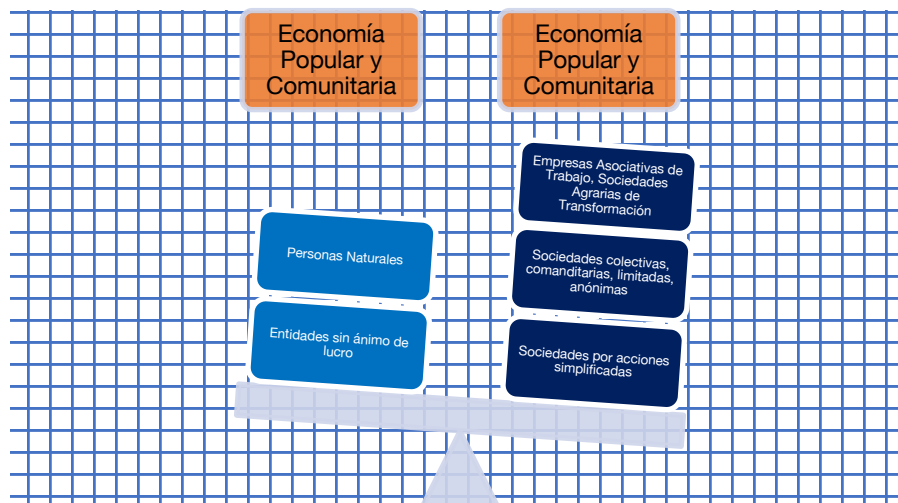 Economía
Popular y
Comunitaria
Economía
Popular y
Comunitaria
Personas Naturales
Entidades sin ánimo de
lucro
Empresas Asociativas de
Trabajo, Sociedades
Agrarias de
Transformación
Sociedades colectivas,
comanditarias, limitadas,
anónimas
Sociedades por acciones
simplificadas